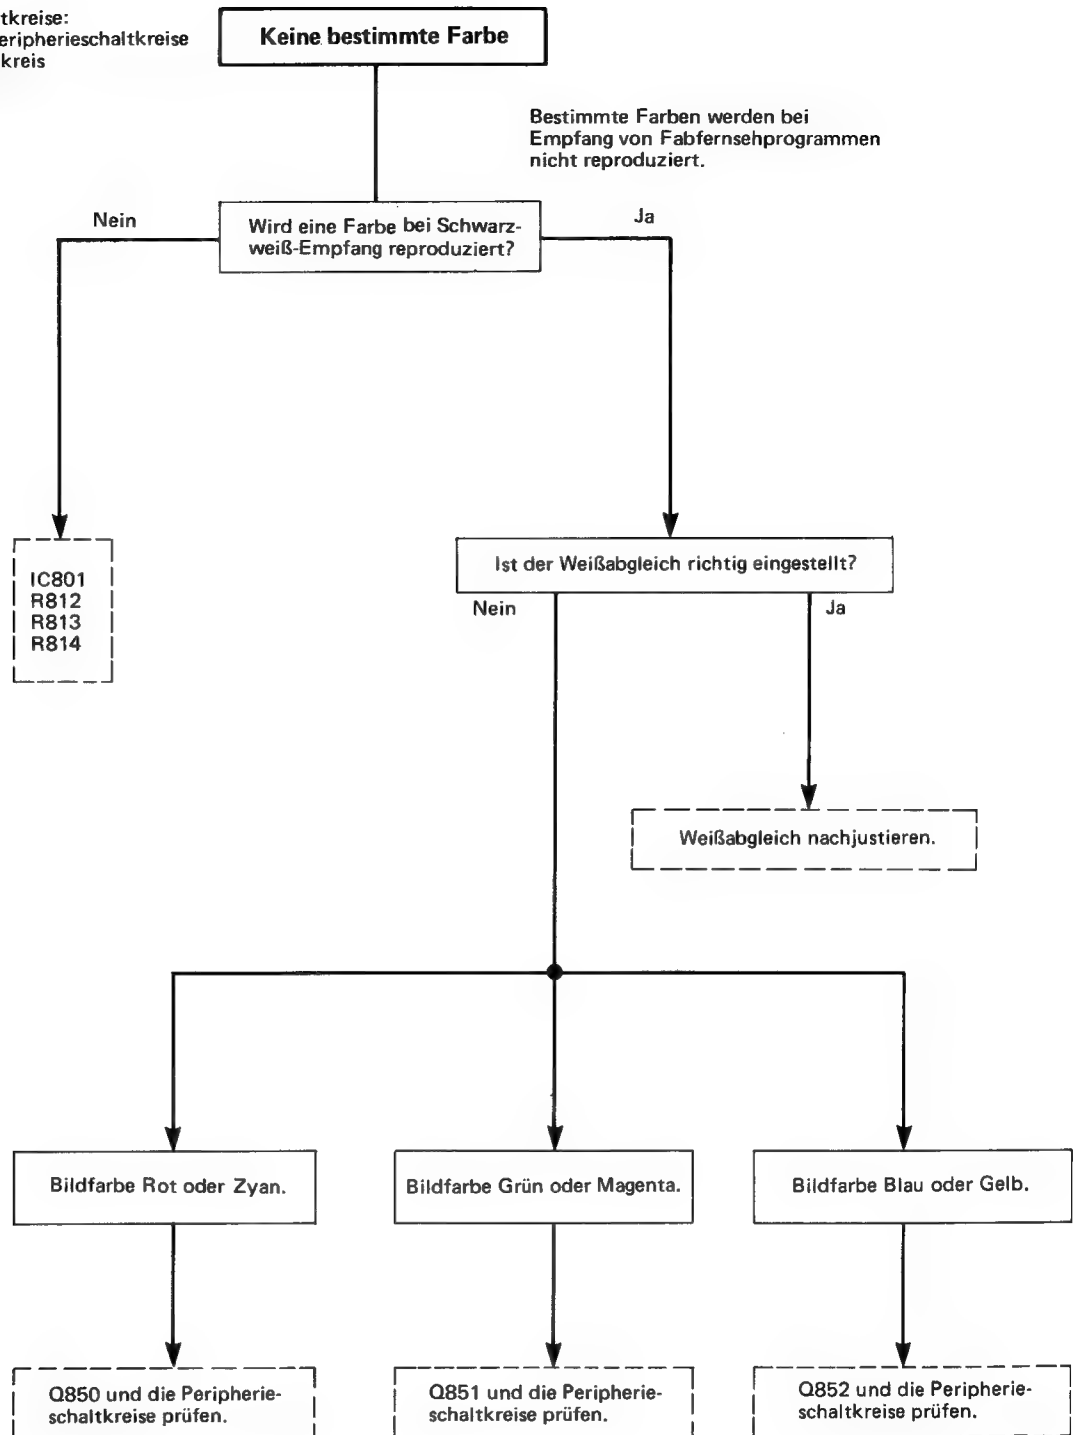 tkreise:
eripherieschaltkreise
kreis
Keine bestimmte Farbe
Bestimmte Farben werden bei
Empfang von Fabfernsehprogrammen
nicht reproduziert.
Nein
Wird eine Farbe bei Schwarz-
weiß-Empfang reproduziert?
Ja
IC801
R812
R813
R814
Ist der Weißabgleich richtig eingestellt?
Nein
Ja
Weißabgleich nachjustieren.
Bildfarbe Rot oder Zyan.
Bildfarbe Grün oder Magenta.
Bildfarbe Blau oder Gelb.
Q850 und die Peripherie-
schaltkreise prüfen.
Q851 und die Peripherie-
schaltkreise prüfen.
Q852 und die Peripherie-
schaltkreise prüfen.